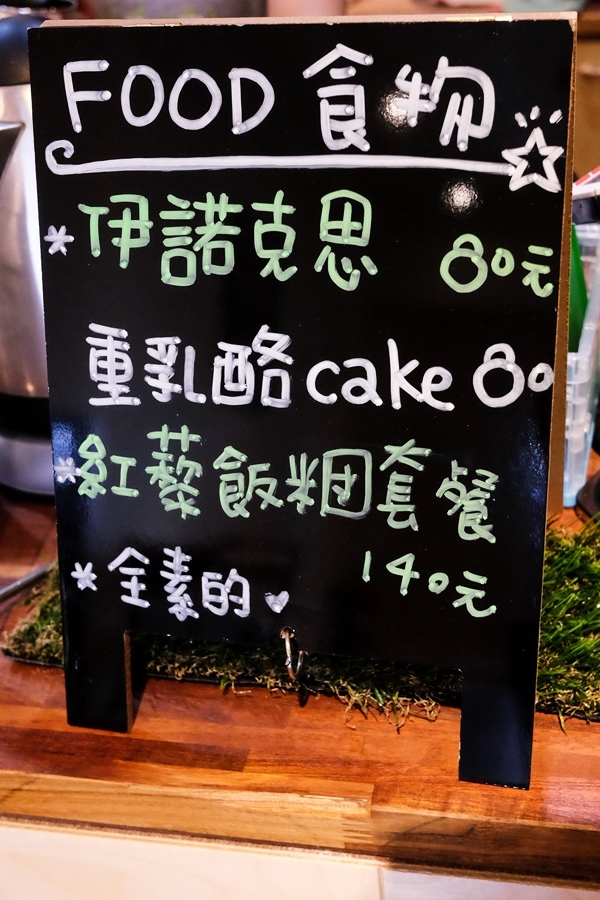 FOOD 食物
*伊諾克思 80元
重乳酪cake 80
*紅藜飯糰套餐
140元
*全素的♥